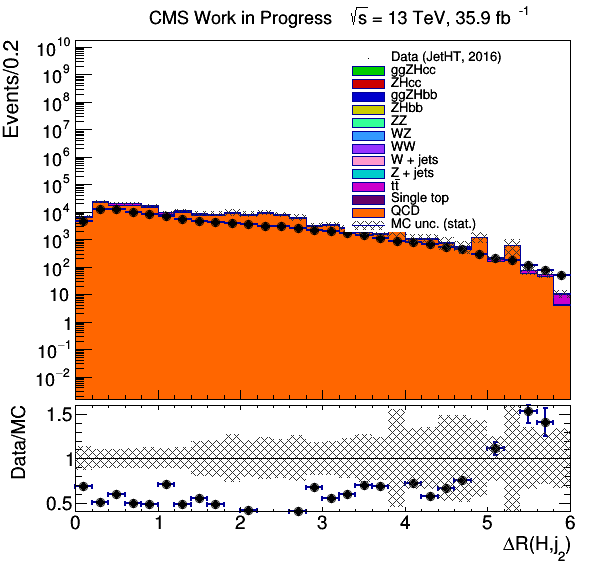 CMS Work in Progress √s = 13 TeV, 35.9 fb⁻¹
Events/0.2
10¹⁰
10⁹
10⁸
10⁷
10⁶
10⁵
10⁴
10³
10²
10
1
10⁻¹
10⁻²
Data (JetHT, 2016)
ggZHcc
ZHcc
ggZHbb
ZHbb
ZZ
WZ
WW
W + jets
Z + jets
tt̄
Single top
QCD
MC unc. (stat.)
Data/MC
1.5
1
0.5
0 1 2 3 4 5 6
ΔR(H,j₂)